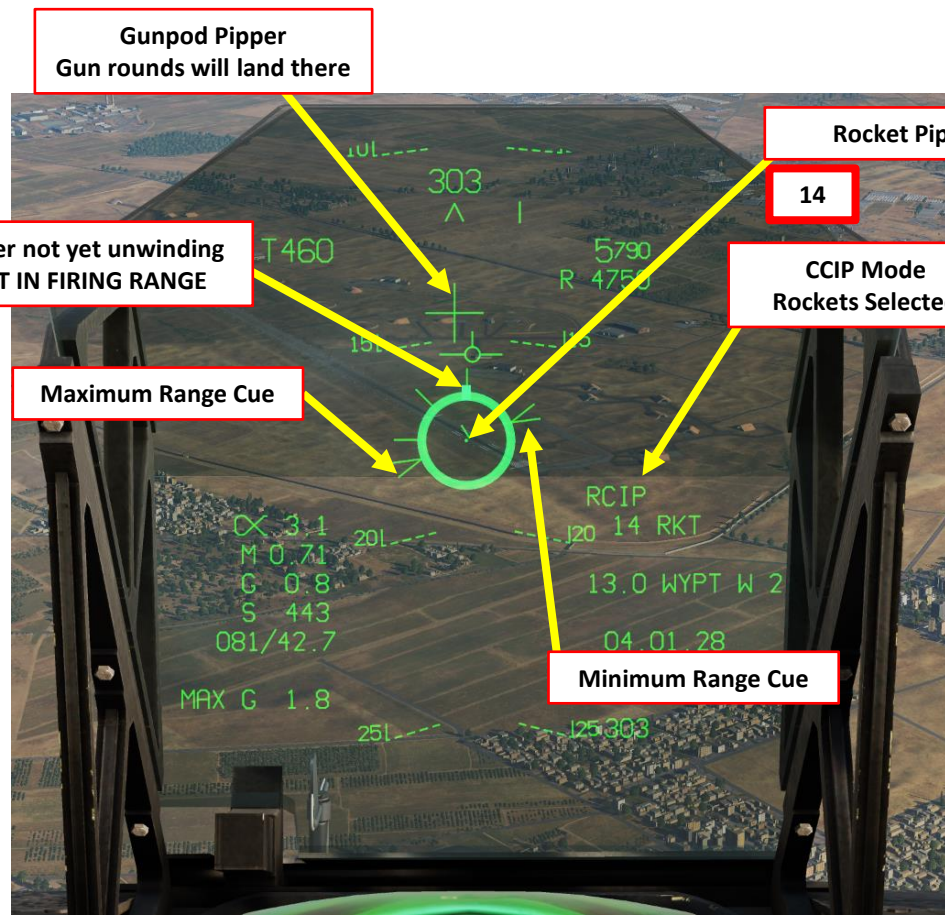 Gunpod Pipper
Gun rounds will land there
Rocket Pip
14
er not yet unwinding
T IN FIRING RANGE
CCIP Mode
Rockets Selecte
Maximum Range Cue
Minimum Range Cue
10
303
T460
5790
R 4750
15
15
RCIP
14 RKT
α 3.1
20
20
M 0.71
G 0.8
13.0 WYPT W 2
S 443
081/42.7
04.01.28
MAX G 1.8
25
25
303